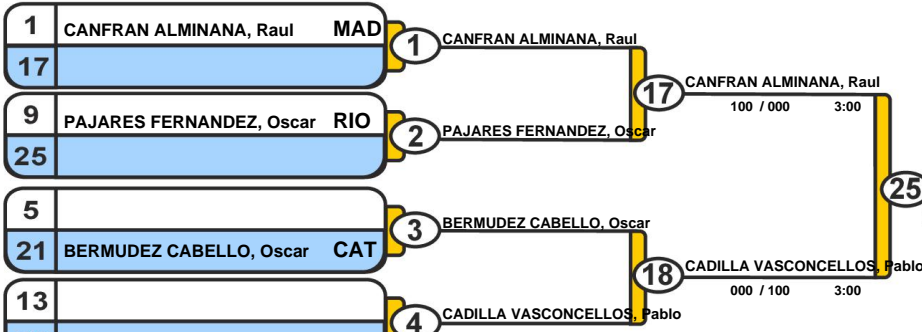 1 CANFRAN ALMINANA, Raul MAD
17
1 CANFRAN ALMINANA, Raul
9 PAJARES FERNANDEZ, Oscar RIO
25
2 PAJARES FERNANDEZ, Oscar
17 CANFRAN ALMINANA, Raul
100 / 000 3:00
5
21 BERMUDEZ CABELLO, Oscar CAT
3 BERMUDEZ CABELLO, Oscar
13
4 CADILLA VASCONCELLOS, Pablo
18 CADILLA VASCONCELLOS, Pablo
000 / 100 3:00
25